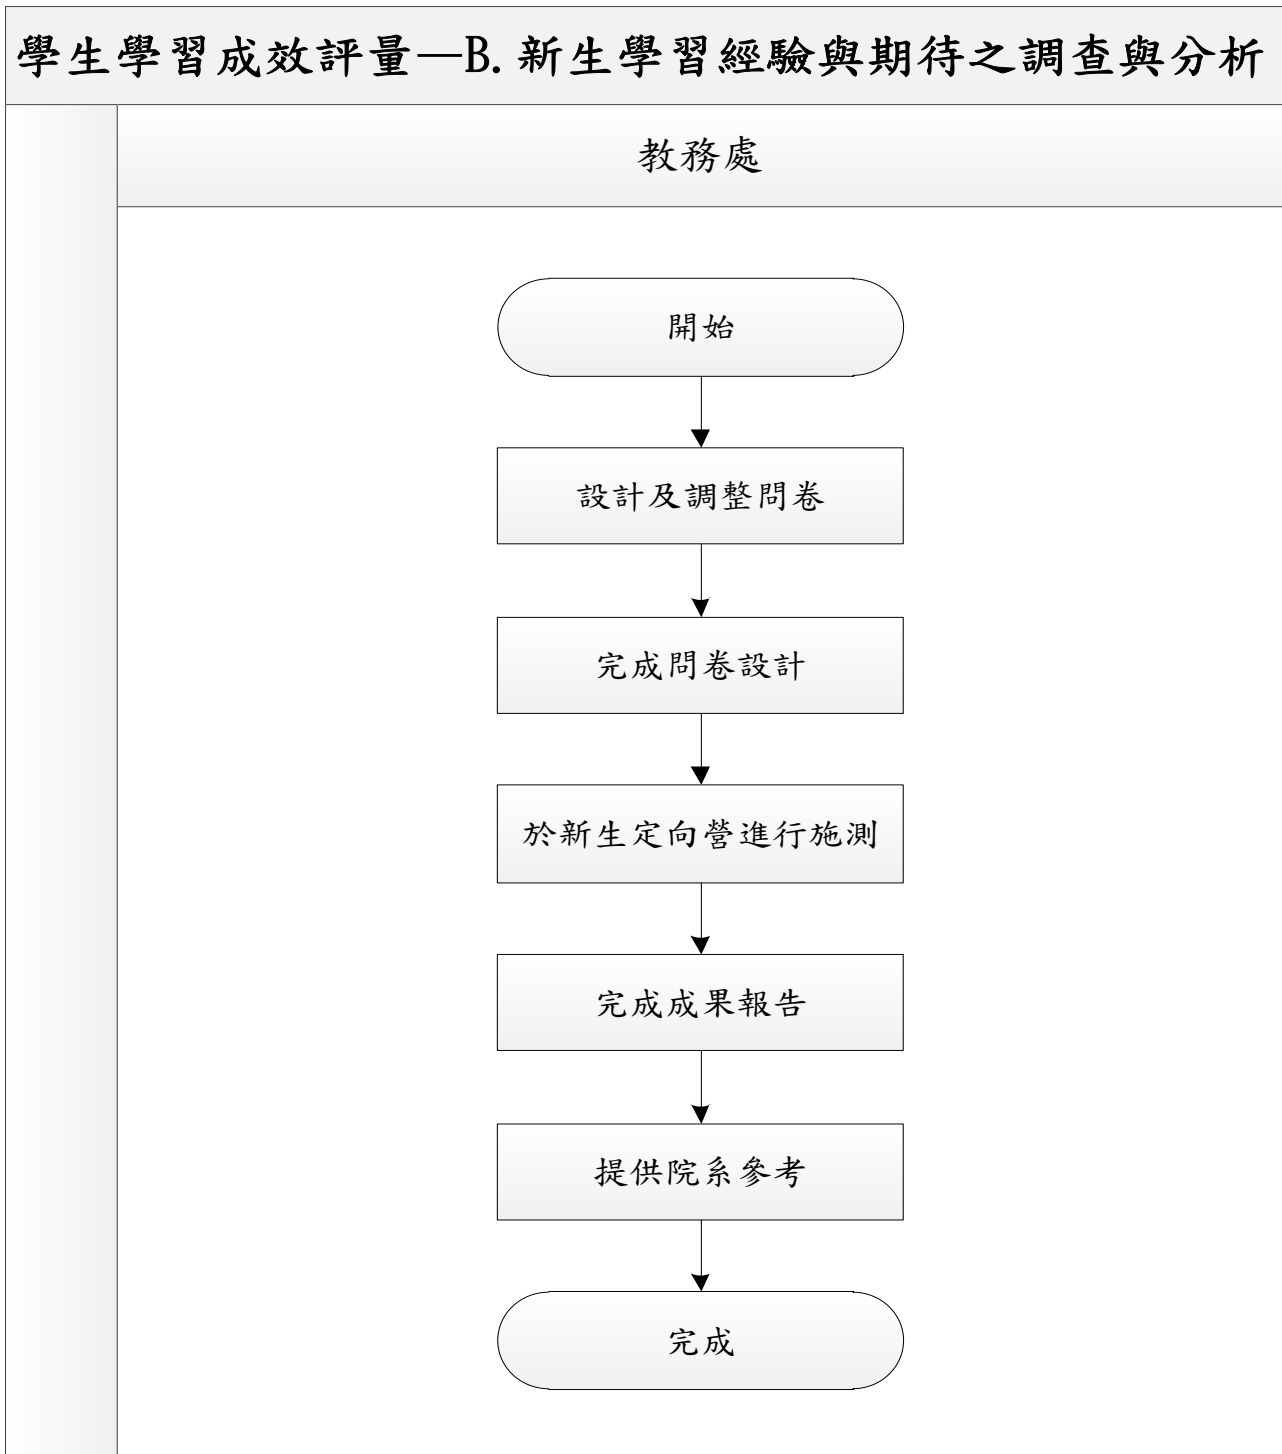 學生學習成效評量—B.新生學習經驗與期待之調查與分析
教務處
開始
設計及調整問卷
完成問卷設計
於新生定向營進行施測
完成成果報告
提供院系參考
完成